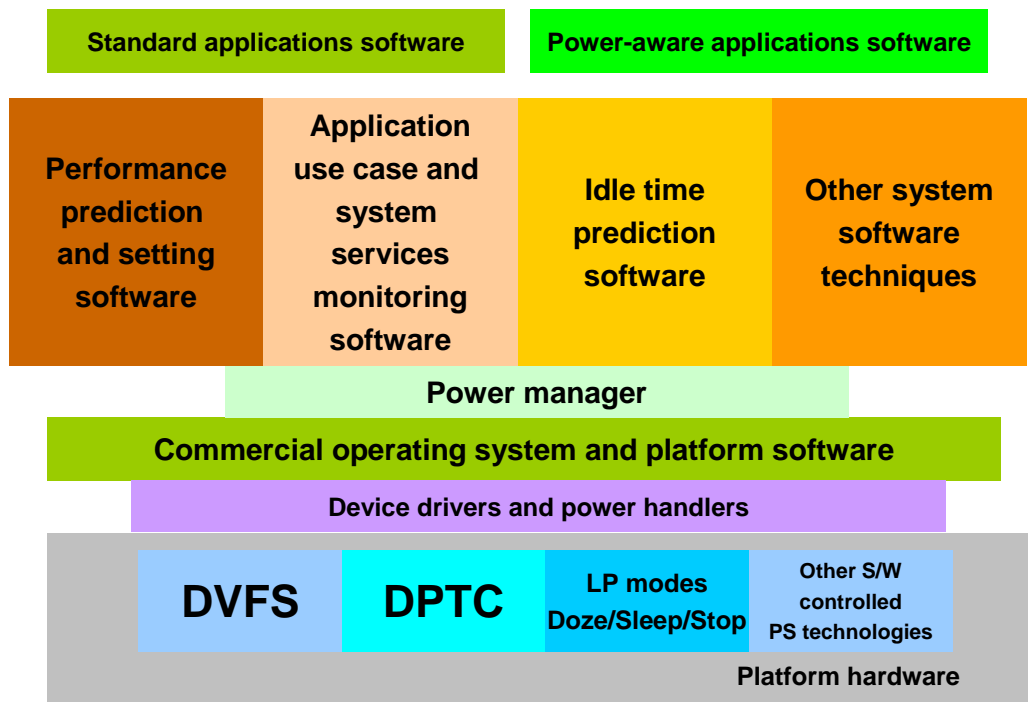 Standard applications software
Power-aware applications software
Performance
prediction
and setting
software
Application
use case and
system
services
monitoring
software
Idle time
prediction
software
Other system
software
techniques
Power manager
Commercial operating system and platform software
Device drivers and power handlers
DVFS
DPTC
LP modes
Doze/Sleep/Stop
Other S/W
controlled
PS technologies
Platform hardware